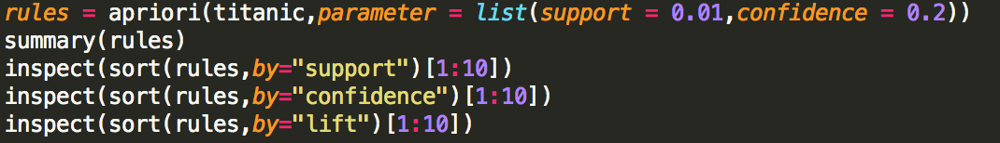 rules = apriori(titanic,parameter = list(support = 0.01,confidence = 0.2))
summary(rules)
inspect(sort(rules,by="support")[1:10])
inspect(sort(rules,by="confidence")[1:10])
inspect(sort(rules,by="lift")[1:10])